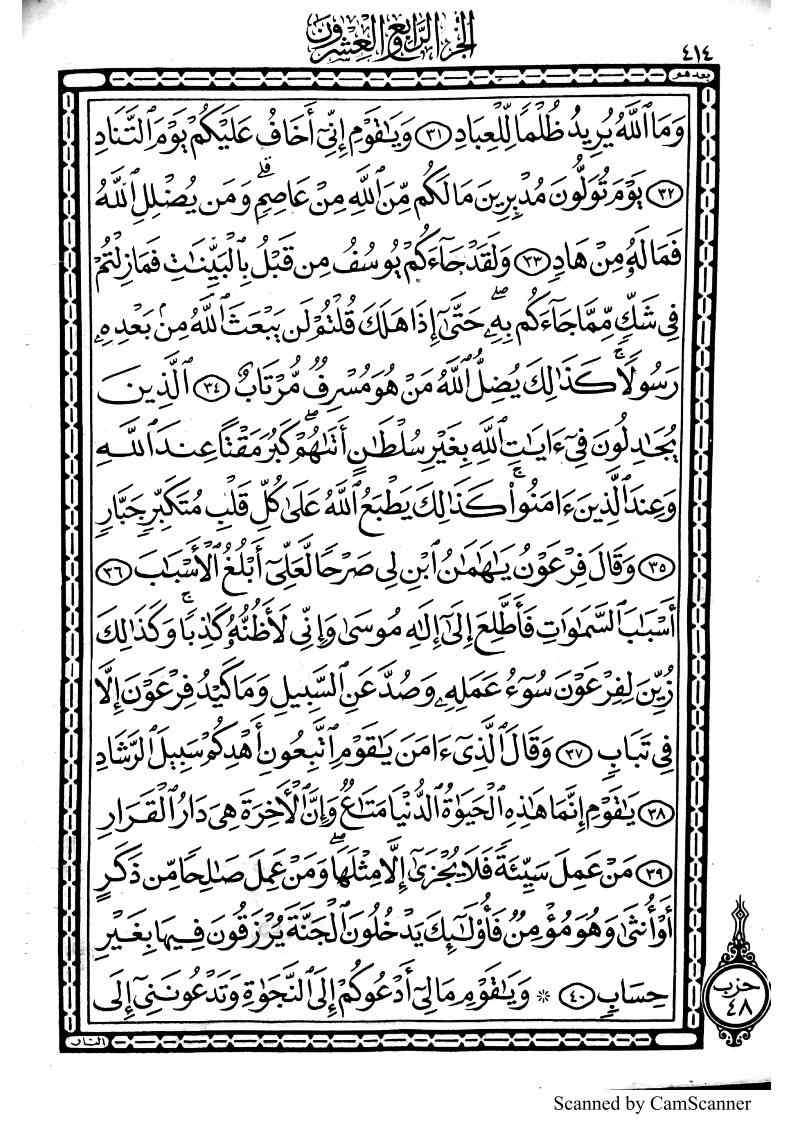 ٤١٤
الجزء الرابع والعشرون
بعد هم
وَمَا ٱللَّهُ يُرِيدُ ظُلْمًا لِّلْعِبَادِ ٣١ وَيَٰقَوْمِ إِنِّىٓ أَخَافُ عَلَيْكُمْ يَوْمَ ٱلتَّنَادِ
٣٢ يَوْمَ تُوَلُّونَ مُدْبِرِينَ مَا لَكُم مِّنَ ٱللَّهِ مِنْ عَاصِمٍۗ وَمَن يُضْلِلِ ٱللَّهُ
فَمَا لَهُۥ مِنْ هَادٍ ٣٣ وَلَقَدْ جَآءَكُمْ يُوسُفُ مِن قَبْلُ بِٱلْبَيِّنَٰتِ فَمَا زِلْتُمْ
فِى شَكٍّ مِّمَّا جَآءَكُم بِهِۦۖ حَتَّىٰٓ إِذَا هَلَكَ قُلْتُمْ لَن يَبْعَثَ ٱللَّهُ مِنۢ بَعْدِهِۦ
رَسُولًاۚ كَذَٰلِكَ يُضِلُّ ٱللَّهُ مَنْ هُوَ مُسْرِفٌ مُّرْتَابٌ ٣٤ ٱلَّذِينَ
يُجَٰدِلُونَ فِىٓ ءَايَٰتِ ٱللَّهِ بِغَيْرِ سُلْطَٰنٍ أَتَىٰهُمْۖ كَبُرَ مَقْتًا عِندَ ٱللَّهِ
وَعِندَ ٱلَّذِينَ ءَامَنُوا۟ۚ كَذَٰلِكَ يَطْبَعُ ٱللَّهُ عَلَىٰ كُلِّ قَلْبِ مُتَكَبِّرٍ جَبَّارٍ
٣٥ وَقَالَ فِرْعَوْنُ يَٰهَٰمَٰنُ ٱبْنِ لِى صَرْحًا لَّعَلِّىٓ أَبْلُغُ ٱلْأَسْبَٰبَ ٣٦
أَسْبَٰبَ ٱلسَّمَٰوَٰتِ فَأَطَّلِعَ إِلَىٰٓ إِلَٰهِ مُوسَىٰ وَإِنِّى لَأَظُنُّهُۥ كَٰذِبًاۚ وَكَذَٰلِكَ
زُيِّنَ لِفِرْعَوْنَ سُوٓءُ عَمَلِهِۦ وَصُدَّ عَنِ ٱلسَّبِيلِۚ وَمَا كَيْدُ فِرْعَوْنَ إِلَّا
فِى تَبَابٍ ٣٧ وَقَالَ ٱلَّذِىٓ ءَامَنَ يَٰقَوْمِ ٱتَّبِعُونِ أَهْدِكُمْ سَبِيلَ ٱلرَّشَادِ
٣٨ يَٰقَوْمِ إِنَّمَا هَٰذِهِ ٱلْحَيَوٰةُ ٱلدُّنْيَا مَتَٰعٌ وَإِنَّ ٱلْءَاخِرَةَ هِىَ دَارُ ٱلْقَرَارِ
٣٩ مَنْ عَمِلَ سَيِّئَةً فَلَا يُجْزَىٰٓ إِلَّا مِثْلَهَاۖ وَمَنْ عَمِلَ صَٰلِحًا مِّن ذَكَرٍ
أَوْ أُنثَىٰ وَهُوَ مُؤْمِنٌ فَأُو۟لَٰٓئِكَ يَدْخُلُونَ ٱلْجَنَّةَ يُرْزَقُونَ فِيهَا بِغَيْرِ
حِسَابٍ ٤٠ ۞ وَيَٰقَوْمِ مَا لِىٓ أَدْعُوكُمْ إِلَى ٱلنَّجَوٰةِ وَتَدْعُونَنِىٓ إِلَى
حزب
٤٨
النار
Scanned by CamScanner